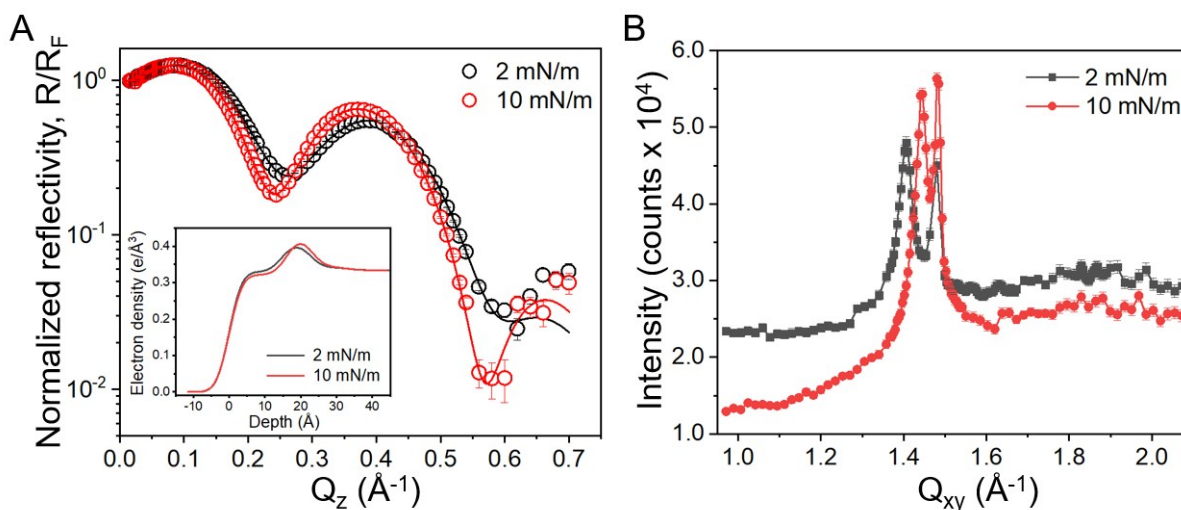 A
Normalized reflectivity, R/R_F
10⁰
10⁻¹
10⁻²
2 mN/m
10 mN/m
Electron density (e/Å³)
0.4
0.3
0.2
0.1
0.0
2 mN/m
10 mN/m
-10 0 10 20 30 40
Depth (Å)
0.0 0.1 0.2 0.3 0.4 0.5 0.6 0.7
Q_z (Å⁻¹)
B
Intensity (counts x 10⁴)
6.0
5.0
4.0
3.0
2.0
1.0
2 mN/m
10 mN/m
1.0 1.2 1.4 1.6 1.8 2.0
Q_xy (Å⁻¹)